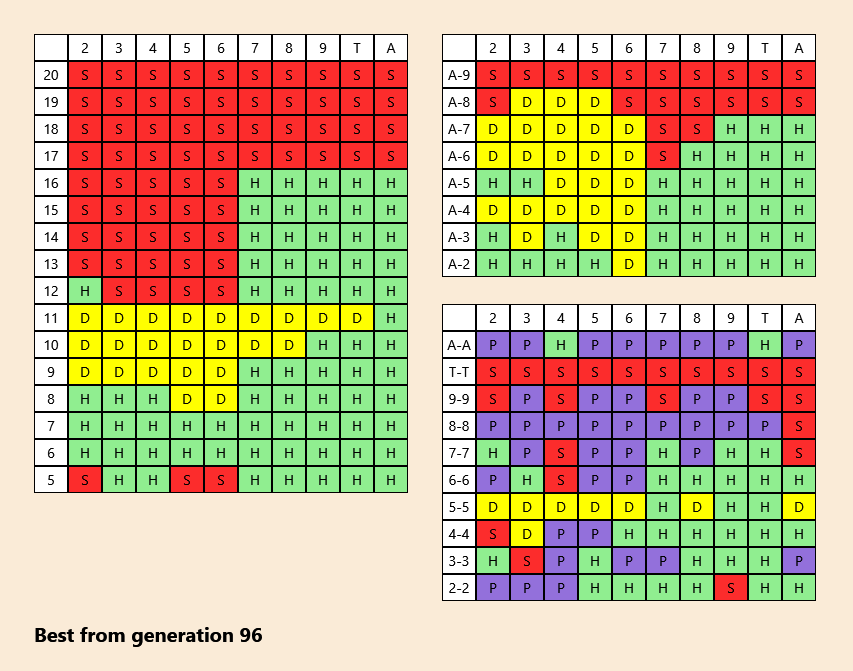 2 3 4 5 6 7 8 9 T A
20 S S S S S S S S S S
19 S S S S S S S S S S
18 S S S S S S S S S S
17 S S S S S S S S S S
16 S S S S S H H H H H
15 S S S S S H H H H H
14 S S S S S H H H H H
13 S S S S S H H H H H
12 H S S S S H H H H H
11 D D D D D D D D D H
10 D D D D D D D H H H
9 D D D D D H H H H H
8 H H H D D H H H H H
7 H H H H H H H H H H
6 H H H H H H H H H H
5 S H H S S H H H H H
2 3 4 5 6 7 8 9 T A
A-9 S S S S S S S S S S
A-8 S D D D S S S S S S
A-7 D D D D D S S H H H
A-6 D D D D D S H H H H
A-5 H H D D D H H H H H
A-4 D D D D D H H H H H
A-3 H D H D D H H H H H
A-2 H H H H D H H H H H
2 3 4 5 6 7 8 9 T A
A-A P P H P P P P P H P
T-T S S S S S S S S S S
9-9 S P S P P S P P S S
8-8 P P P P P P P P P S
7-7 H P S P P H P H H S
6-6 P H S P P H H H H H
5-5 D D D D D H D H H D
4-4 S D P P H H H H H H
3-3 H S P H P P H H H P
2-2 P P P H H H H S H H
Best from generation 96